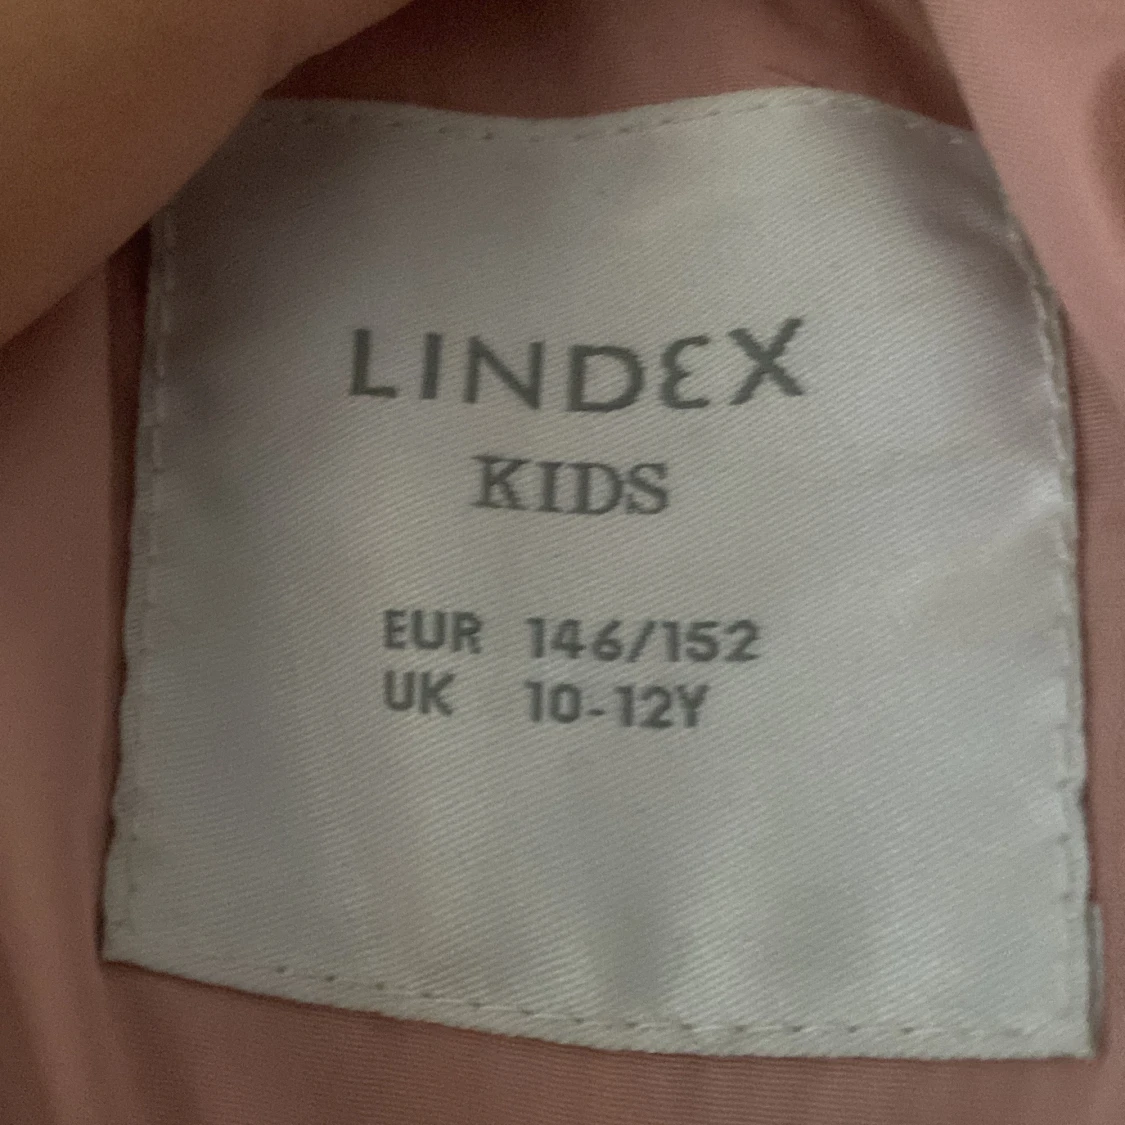 LINDEX
KIDS
EUR 146/152
UK 10-12Y